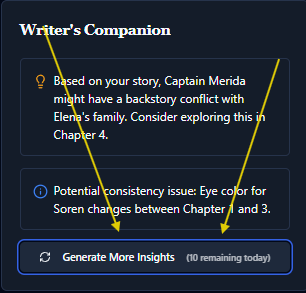 Writer's Companion
Based on your story, Captain Merida
might have a backstory conflict with
Elena's family. Consider exploring this in
Chapter 4.
Potential consistency issue: Eye color for
Soren changes between Chapter 1 and 3.
Generate More Insights (10 remaining today)